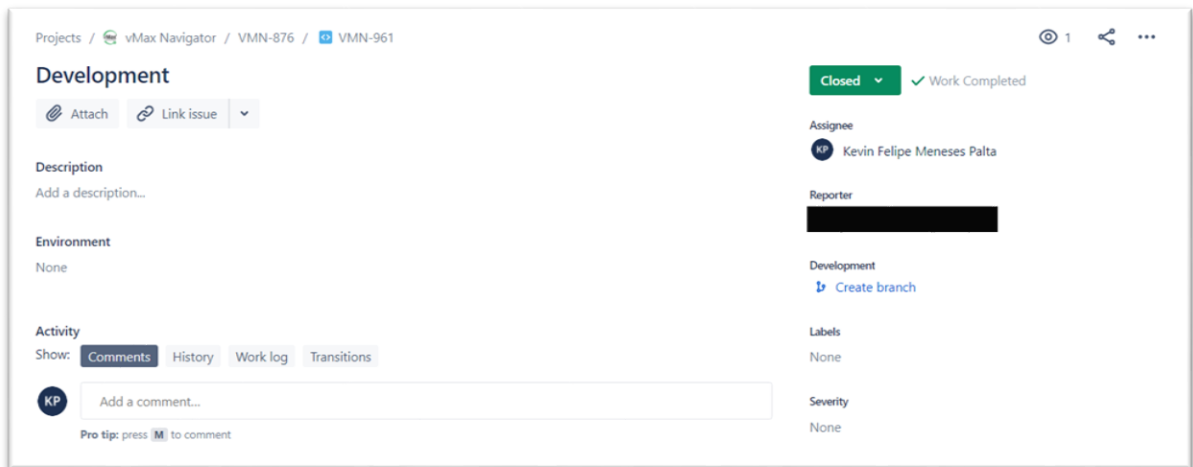 Projects / vMax Navigator / VMN-876 / VMN-961
1
Development
Attach
Link issue
Description
Add a description...
Environment
None
Activity
Show:
Comments
History
Work log
Transitions
KP
Add a comment...
Pro tip: press M to comment
Closed
Work Completed
Assignee
KP
Kevin Felipe Meneses Palta
Reporter
Development
Create branch
Labels
None
Severity
None